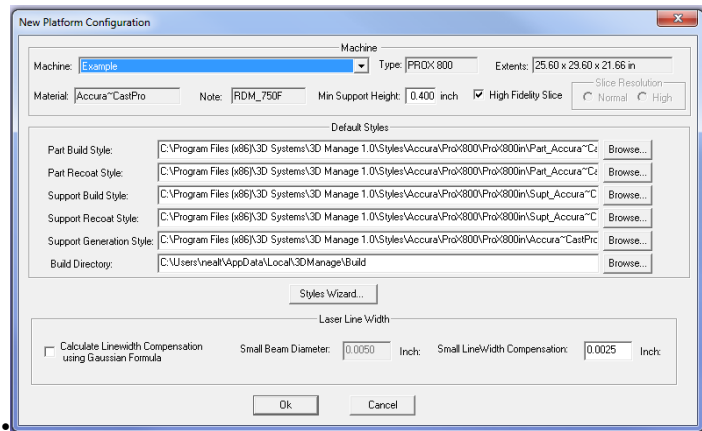 New Platform Configuration
Machine
Machine: Example Type: PROX 800 Extents: 25.60 x 29.60 x 21.66 in
Slice Resolution
Material: Accura~CastPro Note: RDM_750F Min Support Height: 0.400 inch High Fidelity Slice Normal High
Default Styles
Part Build Style: C:\Program Files (x86)\3D Systems\3D Manage 1.0\Styles\Accura\ProX800\ProX800in\Part_Accura~Ca Browse...
Part Recoat Style: C:\Program Files (x86)\3D Systems\3D Manage 1.0\Styles\Accura\ProX800\ProX800in\Part_Accura~Ca Browse...
Support Build Style: C:\Program Files (x86)\3D Systems\3D Manage 1.0\Styles\Accura\ProX800\ProX800in\Supt_Accura~C Browse...
Support Recoat Style: C:\Program Files (x86)\3D Systems\3D Manage 1.0\Styles\Accura\ProX800\ProX800in\Supt_Accura~C Browse...
Support Generation Style: C:\Program Files (x86)\3D Systems\3D Manage 1.0\Styles\Accura\ProX800\ProX800in\Accura~CastPro Browse...
Build Directory: C:\Users\nealt\AppData\Local\3DManage\Build Browse...
Styles Wizard...
Laser Line Width
Calculate Linewidth Compensation
using Gaussian Formula
Small Beam Diameter: 0.0050 Inch: Small LineWidth Compensation: 0.0025 Inch:
Ok Cancel